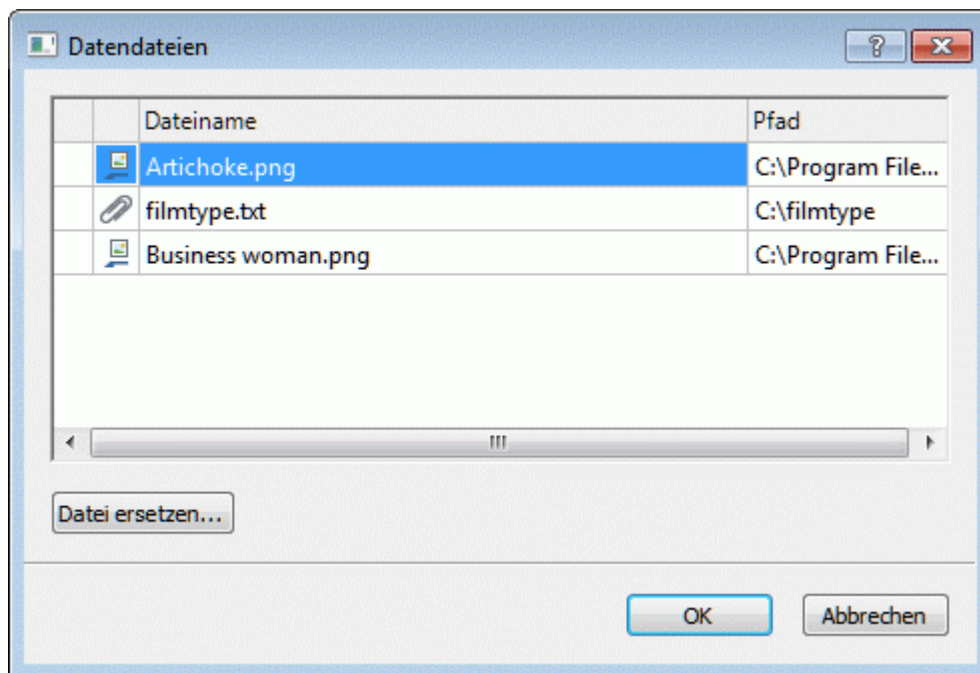 Datendateien
Dateiname Pfad
Artichoke.png C:\Program File...
filmtype.txt C:\filmtype
Business woman.png C:\Program File...
Datei ersetzen...
OK Abbrechen